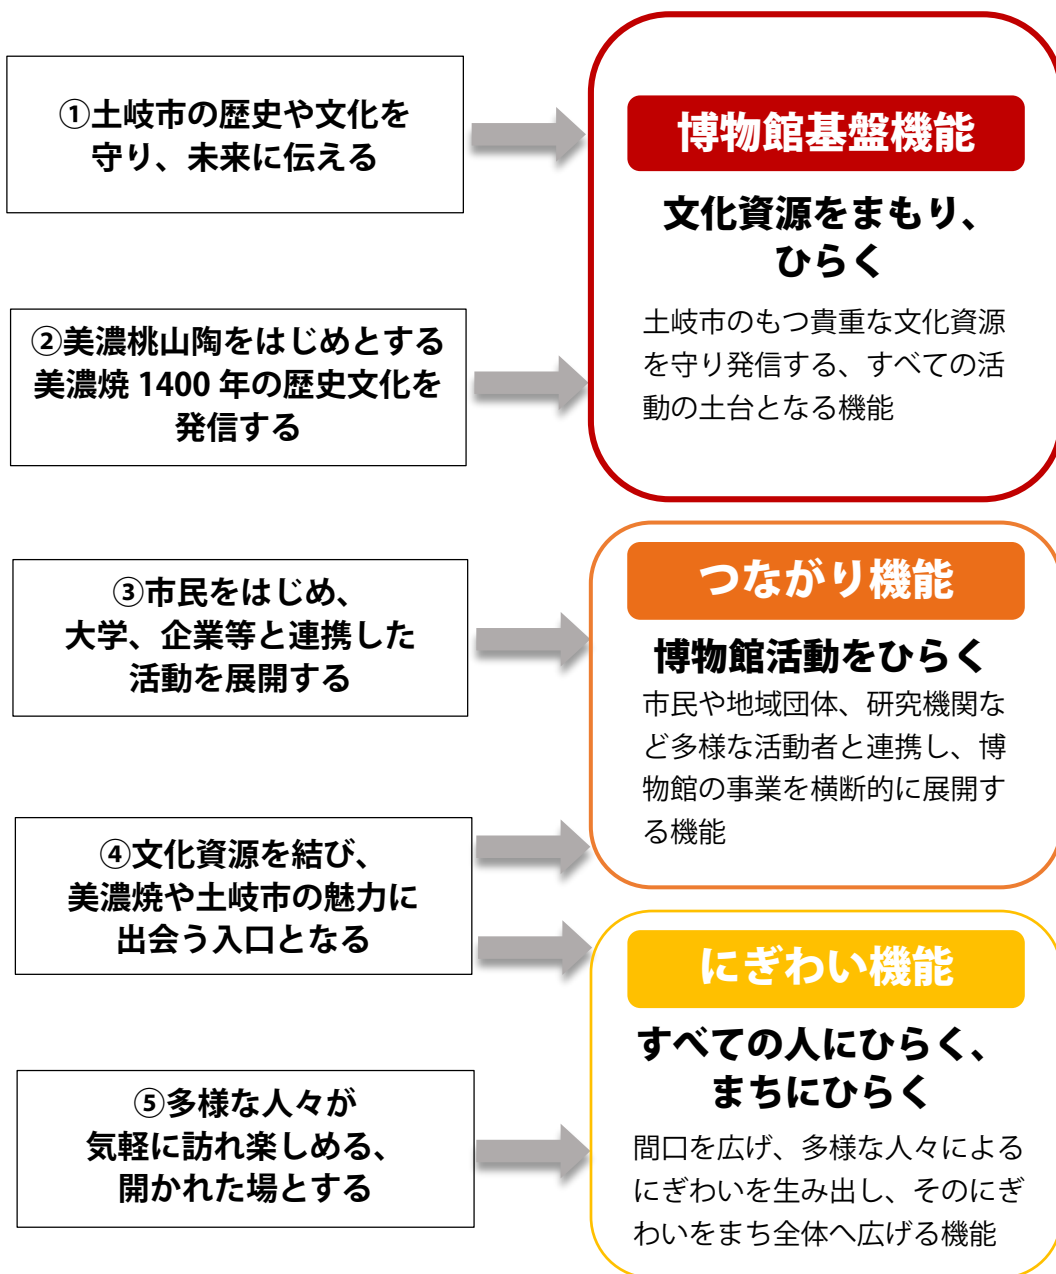 ①土岐市の歴史や文化を
守り、未来に伝える
②美濃桃山陶をはじめとする
美濃焼 1400 年の歴史文化を
発信する
③市民をはじめ、
大学、企業等と連携した
活動を展開する
④文化資源を結び、
美濃焼や土岐市の魅力に
出会う入口となる
⑤多様な人々が
気軽に訪れ楽しめる、
開かれた場とする
博物館基盤機能
文化資源をまもり、
ひらく
土岐市のもつ貴重な文化資源
を守り発信する、すべての活
動の土台となる機能
つながり機能
博物館活動をひらく
市民や地域団体、研究機関な
ど多様な活動者と連携し、博
物館の事業を横断的に展開す
る機能
にぎわい機能
すべての人にひらく、
まちにひらく
間口を広げ、多様な人々による
にぎわいを生み出し、そのにぎ
わいをまち全体へ広げる機能